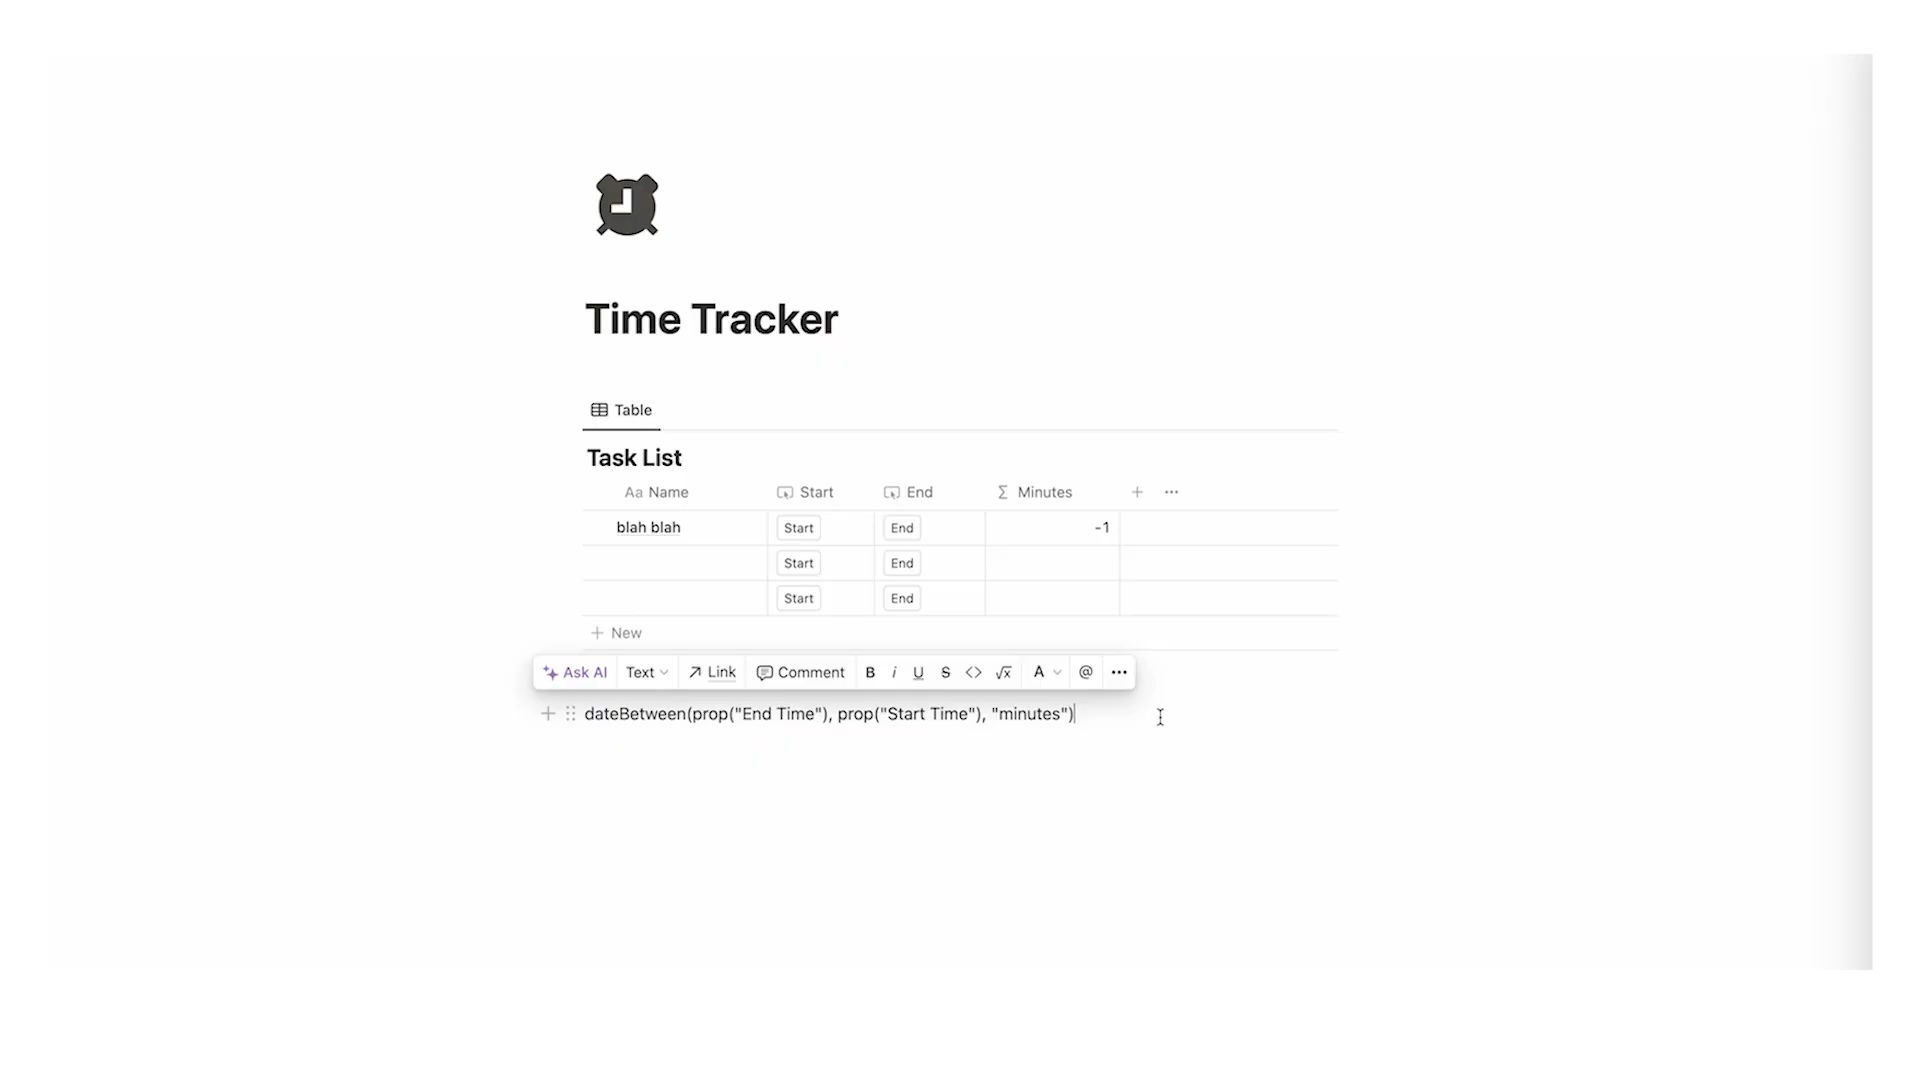 Time Tracker
Table
Task List
Aa Name Start End Σ Minutes + ...
blah blah Start End -1
Start End
Start End
+ New
Ask AI Text Link Comment B i U S <> √x A @ ...
+ dateBetween(prop("End Time"), prop("Start Time"), "minutes")